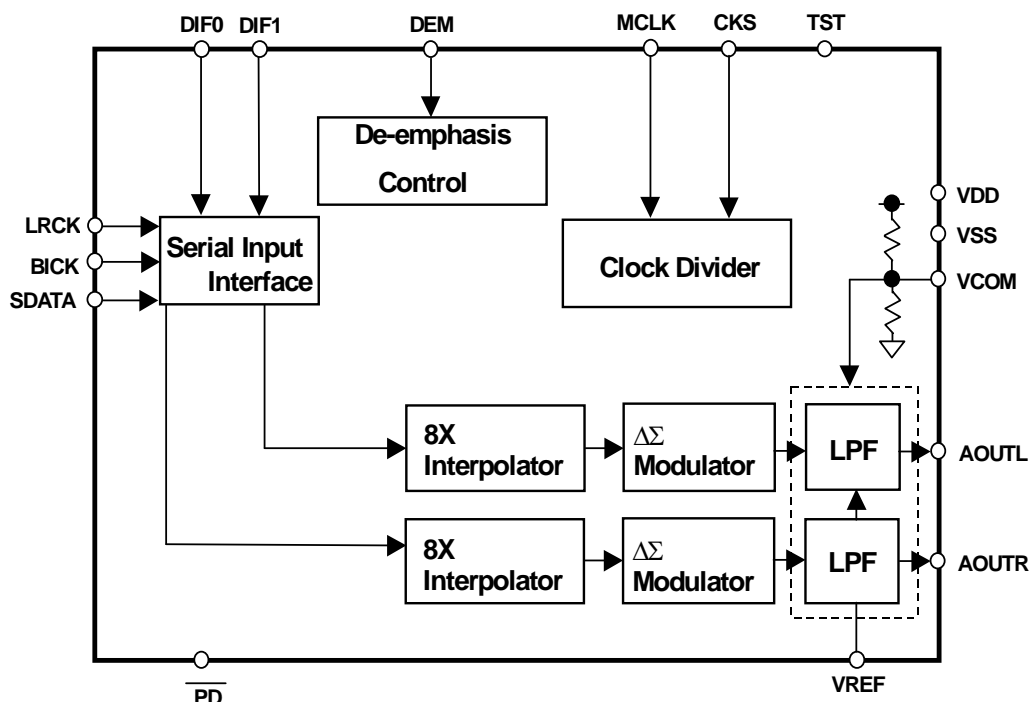 DIF0
DIF1
DEM
MCLK
CKS
TST
De-emphasis
Control
LRCK
BICK
SDATA
Serial Input
Interface
Clock Divider
VDD
VSS
VCOM
8X
Interpolator
ΔΣ
Modulator
LPF
AOUTL
8X
Interpolator
ΔΣ
Modulator
LPF
AOUTR
PD
VREF